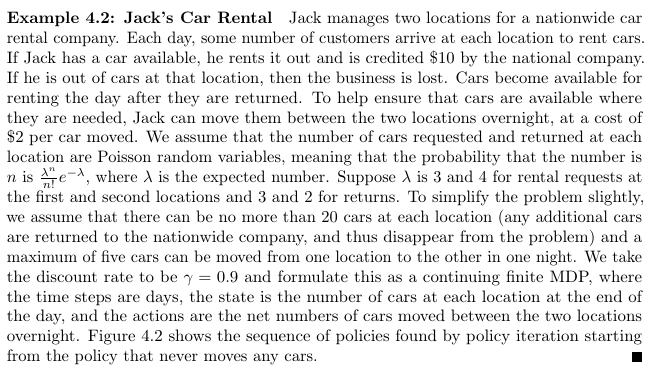 Example 4.2: Jack's Car Rental Jack manages two locations for a nationwide car
rental company. Each day, some number of customers arrive at each location to rent cars.
If Jack has a car available, he rents it out and is credited $10 by the national company.
If he is out of cars at that location, then the business is lost. Cars become available for
renting the day after they are returned. To help ensure that cars are available where
they are needed, Jack can move them between the two locations overnight, at a cost of
$2 per car moved. We assume that the number of cars requested and returned at each
location are Poisson random variables, meaning that the probability that the number is
n is λⁿ/n! e^−λ, where λ is the expected number. Suppose λ is 3 and 4 for rental requests at
the first and second locations and 3 and 2 for returns. To simplify the problem slightly,
we assume that there can be no more than 20 cars at each location (any additional cars
are returned to the nationwide company, and thus disappear from the problem) and a
maximum of five cars can be moved from one location to the other in one night. We take
the discount rate to be γ = 0.9 and formulate this as a continuing finite MDP, where
the time steps are days, the state is the number of cars at each location at the end of
the day, and the actions are the net numbers of cars moved between the two locations
overnight. Figure 4.2 shows the sequence of policies found by policy iteration starting
from the policy that never moves any cars. ■